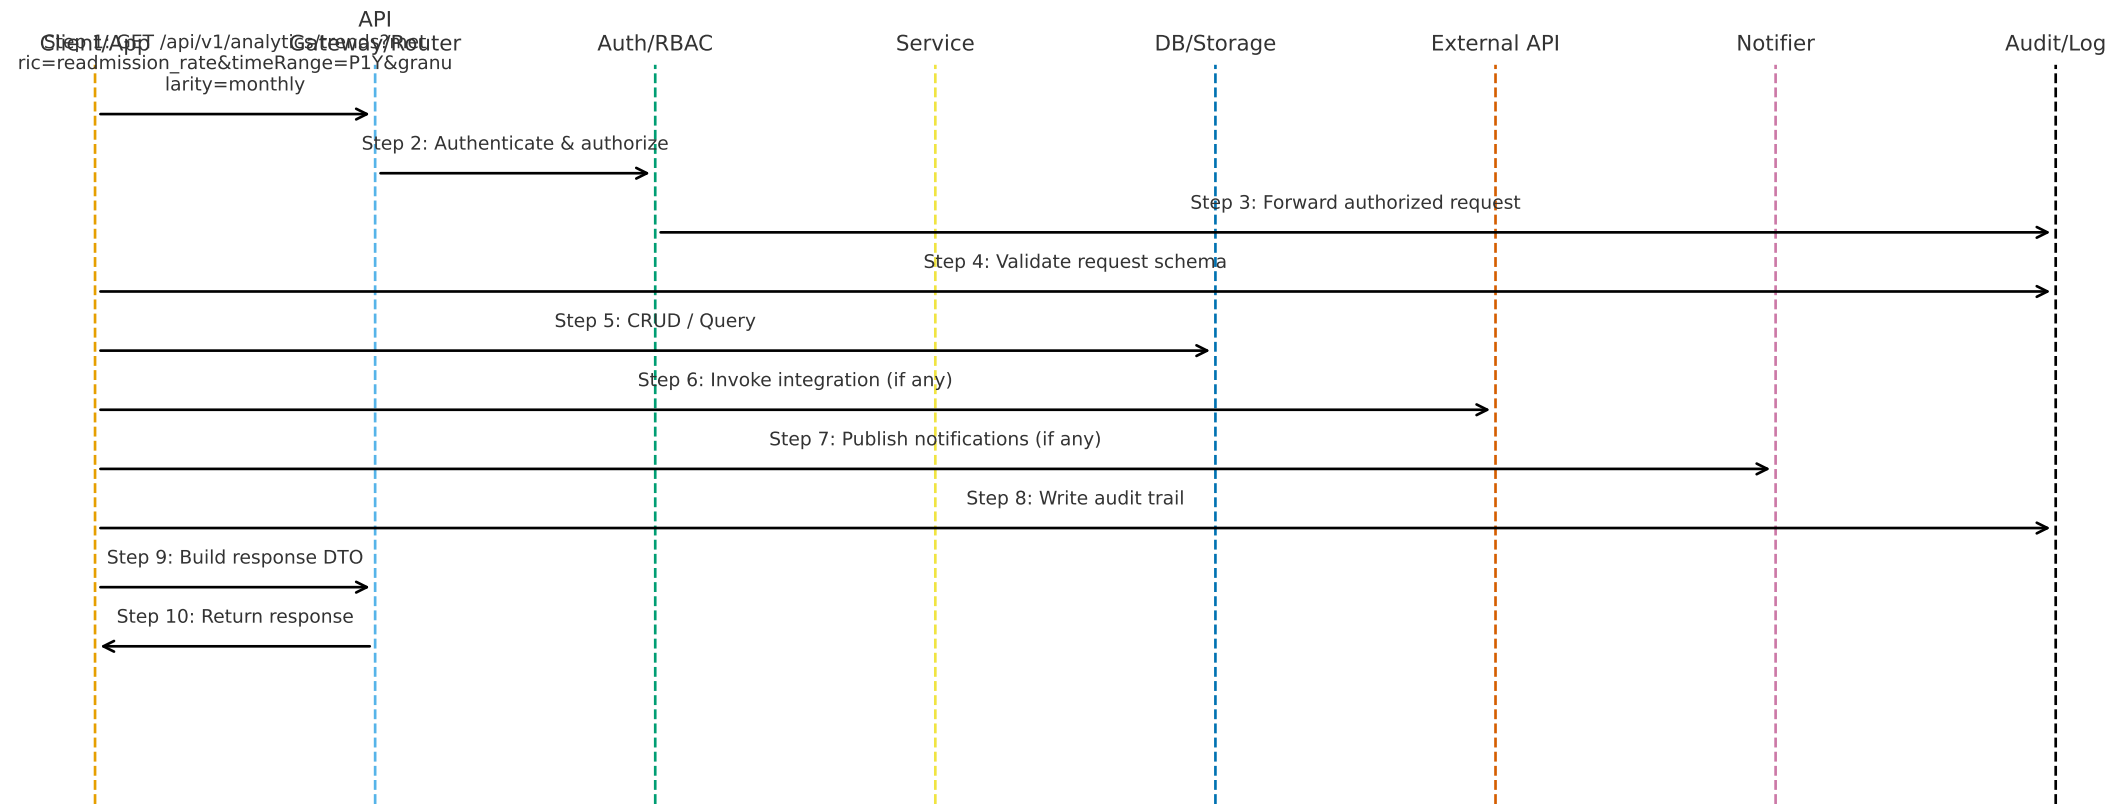 API
Client/App
Gateway/Router
Auth/RBAC
Service
DB/Storage
External API
Notifier
Audit/Log
Step 1: GET /api/v1/analytics/trends?met
ric=readmission_rate&timeRange=P1Y&granu
larity=monthly
Step 2: Authenticate & authorize
Step 3: Forward authorized request
Step 4: Validate request schema
Step 5: CRUD / Query
Step 6: Invoke integration (if any)
Step 7: Publish notifications (if any)
Step 8: Write audit trail
Step 9: Build response DTO
Step 10: Return response